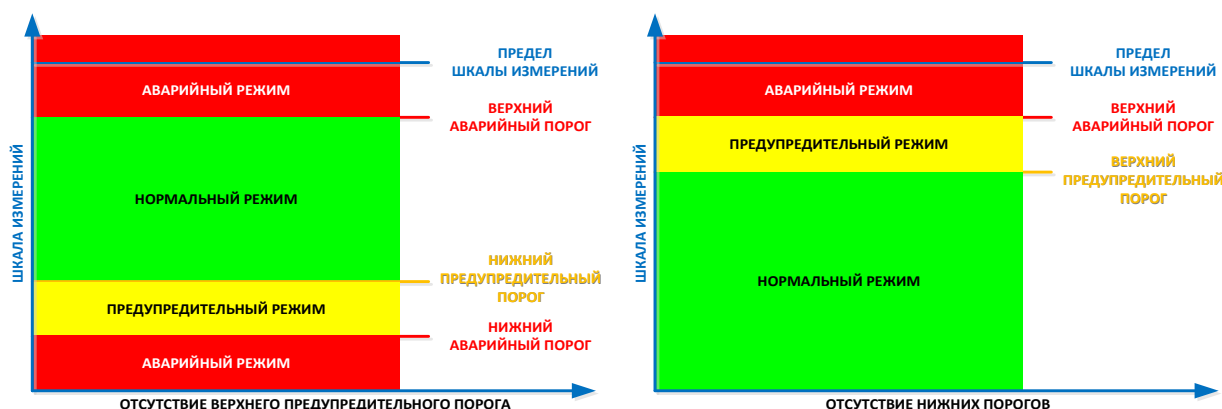 ШКАЛА ИЗМЕРЕНИЙ
АВАРИЙНЫЙ РЕЖИМ
НОРМАЛЬНЫЙ РЕЖИМ
ПРЕДУПРЕДИТЕЛЬНЫЙ РЕЖИМ
АВАРИЙНЫЙ РЕЖИМ
ПРЕДЕЛ
ШКАЛЫ ИЗМЕРЕНИЙ
ВЕРХНИЙ
АВАРИЙНЫЙ ПОРОГ
НИЖНИЙ
ПРЕДУПРЕДИТЕЛЬНЫЙ
ПОРОГ
НИЖНИЙ
АВАРИЙНЫЙ ПОРОГ
ОТСУТСТВИЕ ВЕРХНЕГО ПРЕДУПРЕДИТЕЛЬНОГО ПОРОГА
ШКАЛА ИЗМЕРЕНИЙ
АВАРИЙНЫЙ РЕЖИМ
ПРЕДУПРЕДИТЕЛЬНЫЙ РЕЖИМ
НОРМАЛЬНЫЙ РЕЖИМ
ПРЕДЕЛ
ШКАЛЫ ИЗМЕРЕНИЙ
ВЕРХНИЙ
АВАРИЙНЫЙ ПОРОГ
ВЕРХНИЙ
ПРЕДУПРЕДИТЕЛЬНЫЙ
ПОРОГ
ОТСУТСТВИЕ НИЖНИХ ПОРОГОВ